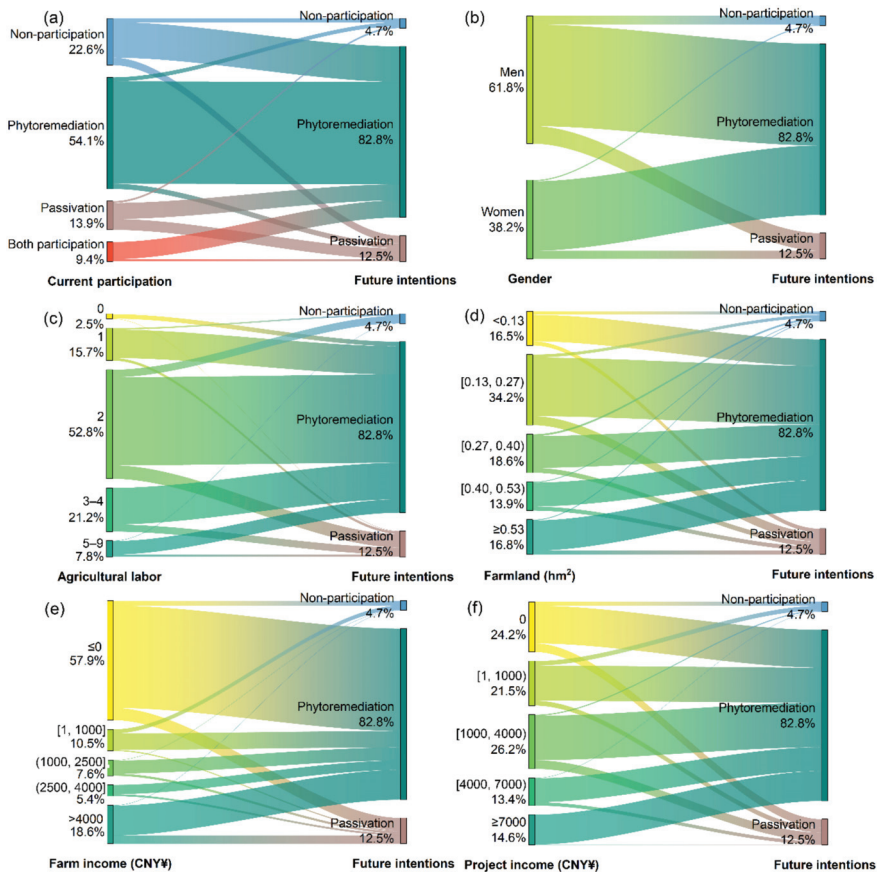 (a)
Non-participation
4.7%
Non-participation
22.6%
Phytoremediation
54.1%
Phytoremediation
82.8%
Passivation
13.9%
Both participation
9.4%
Passivation
12.5%
Current participation
Future intentions
(b)
Non-participation
4.7%
Men
61.8%
Phytoremediation
82.8%
Women
38.2%
Passivation
12.5%
Gender
Future intentions
(c)
0
2.5%
1
15.7%
Non-participation
4.7%
2
52.8%
Phytoremediation
82.8%
3–4
21.2%
5–9
7.8%
Passivation
12.5%
Agricultural labor
Future intentions
(d)
Non-participation
4.7%
<0.13
16.5%
[0.13, 0.27)
34.2%
Phytoremediation
82.8%
[0.27, 0.40)
18.6%
[0.40, 0.53)
13.9%
≥0.53
16.8%
Passivation
12.5%
Farmland (hm²)
Future intentions
(e)
Non-participation
4.7%
≤0
57.9%
Phytoremediation
82.8%
[1, 1000]
10.5%
(1000, 2500]
7.6%
(2500, 4000]
5.4%
>4000
18.6%
Passivation
12.5%
Farm income (CNY¥)
Future intentions
(f)
Non-participation
4.7%
0
24.2%
[1, 1000)
21.5%
Phytoremediation
82.8%
[1000, 4000)
26.2%
[4000, 7000)
13.4%
≥7000
14.6%
Passivation
12.5%
Project income (CNY¥)
Future intentions